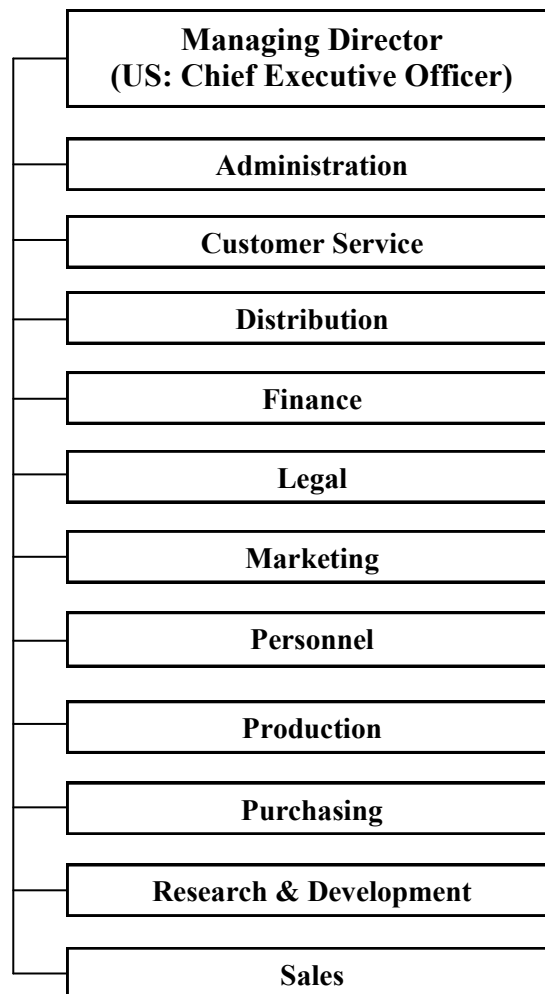 Managing Director
(US: Chief Executive Officer)
Administration
Customer Service
Distribution
Finance
Legal
Marketing
Personnel
Production
Purchasing
Research & Development
Sales